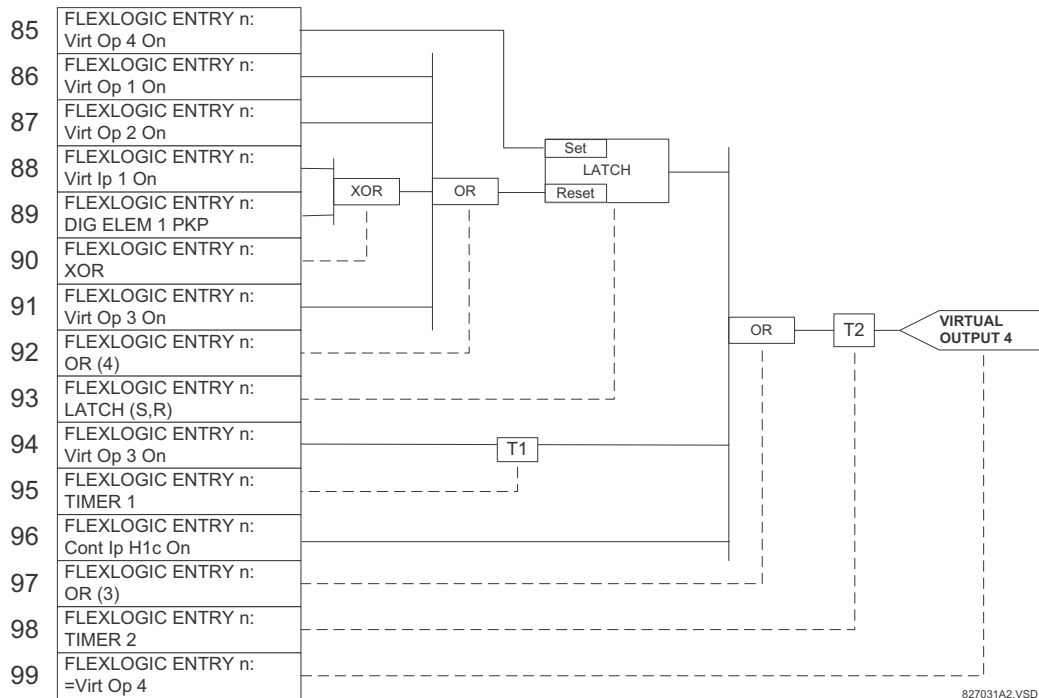 85
FLEXLOGIC ENTRY n:
Virt Op 4 On
86
FLEXLOGIC ENTRY n:
Virt Op 1 On
87
FLEXLOGIC ENTRY n:
Virt Op 2 On
88
FLEXLOGIC ENTRY n:
Virt Ip 1 On
89
FLEXLOGIC ENTRY n:
DIG ELEM 1 PKP
90
FLEXLOGIC ENTRY n:
XOR
91
FLEXLOGIC ENTRY n:
Virt Op 3 On
92
FLEXLOGIC ENTRY n:
OR (4)
93
FLEXLOGIC ENTRY n:
LATCH (S,R)
94
FLEXLOGIC ENTRY n:
Virt Op 3 On
95
FLEXLOGIC ENTRY n:
TIMER 1
96
FLEXLOGIC ENTRY n:
Cont Ip H1c On
97
FLEXLOGIC ENTRY n:
OR (3)
98
FLEXLOGIC ENTRY n:
TIMER 2
99
FLEXLOGIC ENTRY n:
=Virt Op 4
XOR
OR
Set
LATCH
Reset
T1
OR
T2
VIRTUAL
OUTPUT 4
827031A2.VSD